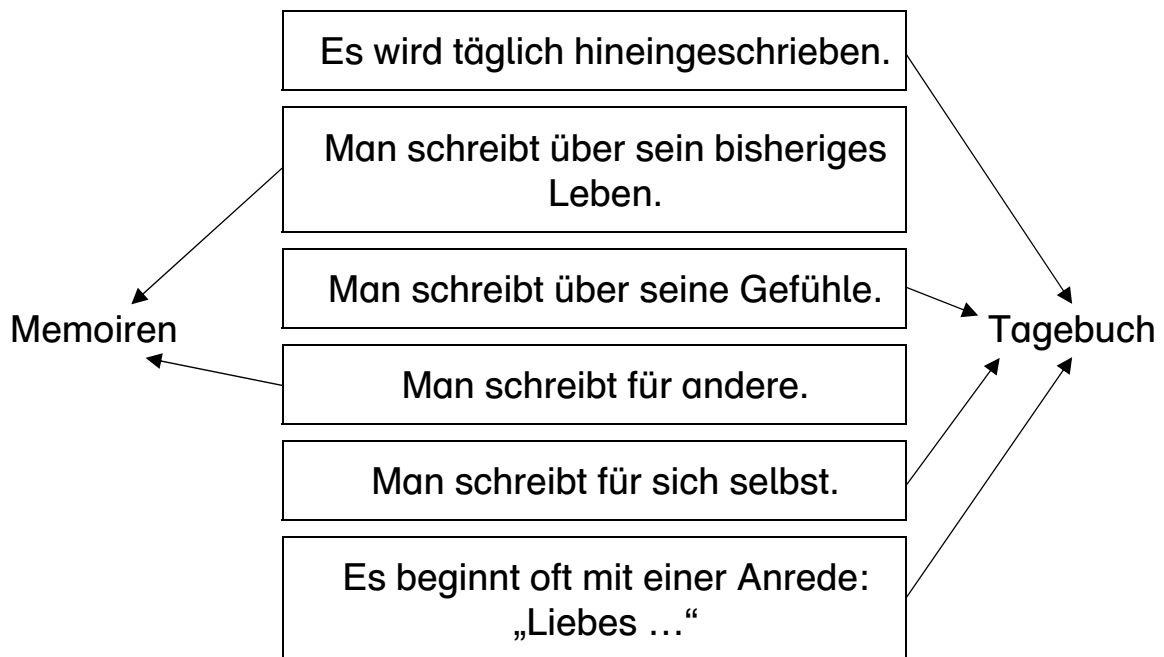 Es wird täglich hineingeschrieben.
Man schreibt über sein bisheriges
Leben.
Man schreibt über seine Gefühle.
Memoiren
Tagebuch
Man schreibt für andere.
Man schreibt für sich selbst.
Es beginnt oft mit einer Anrede:
„Liebes …“